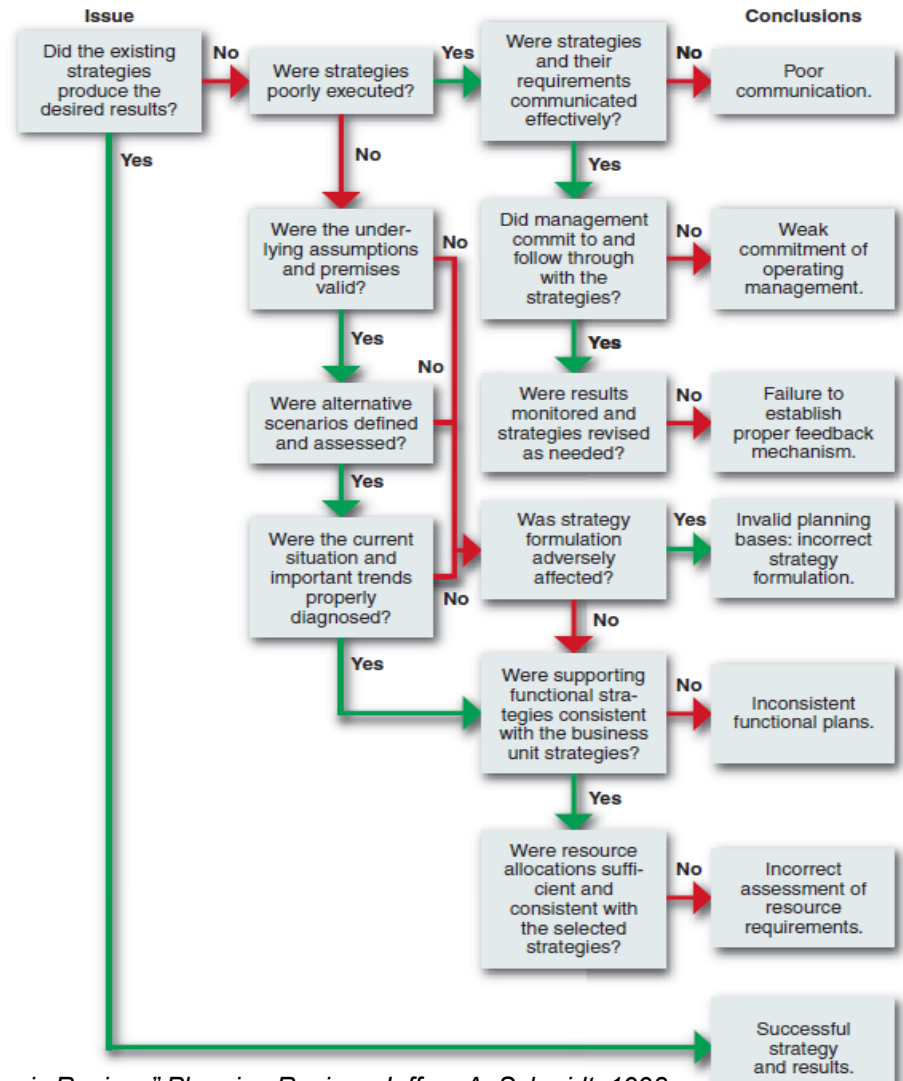 Issue
Conclusions
Did the existing
strategies
produce the
desired results?
No
Yes
Were strategies
poorly executed?
Yes
No
Were strategies
and their
requirements
communicated
effectively?
No
Yes
Poor
communication.
Were the under-
lying assumptions
and premises
valid?
No
Yes
Did management
commit to and
follow through
with the
strategies?
No
Yes
Weak
commitment of
operating
management.
Were alternative
scenarios defined
and assessed?
No
Yes
Were results
monitored and
strategies revised
as needed?
No
Failure to
establish
proper feedback
mechanism.
Were the current
situation and
important trends
properly
diagnosed?
No
Yes
Was strategy
formulation
adversely
affected?
Yes
No
Invalid planning
bases: incorrect
strategy
formulation.
Were supporting
functional stra-
tegies consistent
with the business
unit strategies?
No
Yes
Inconsistent
functional plans.
Were resource
allocations suffi-
cient and
consistent with
the selected
strategies?
No
Incorrect
assessment of
resource
requirements.
Successful
strategy
and results.